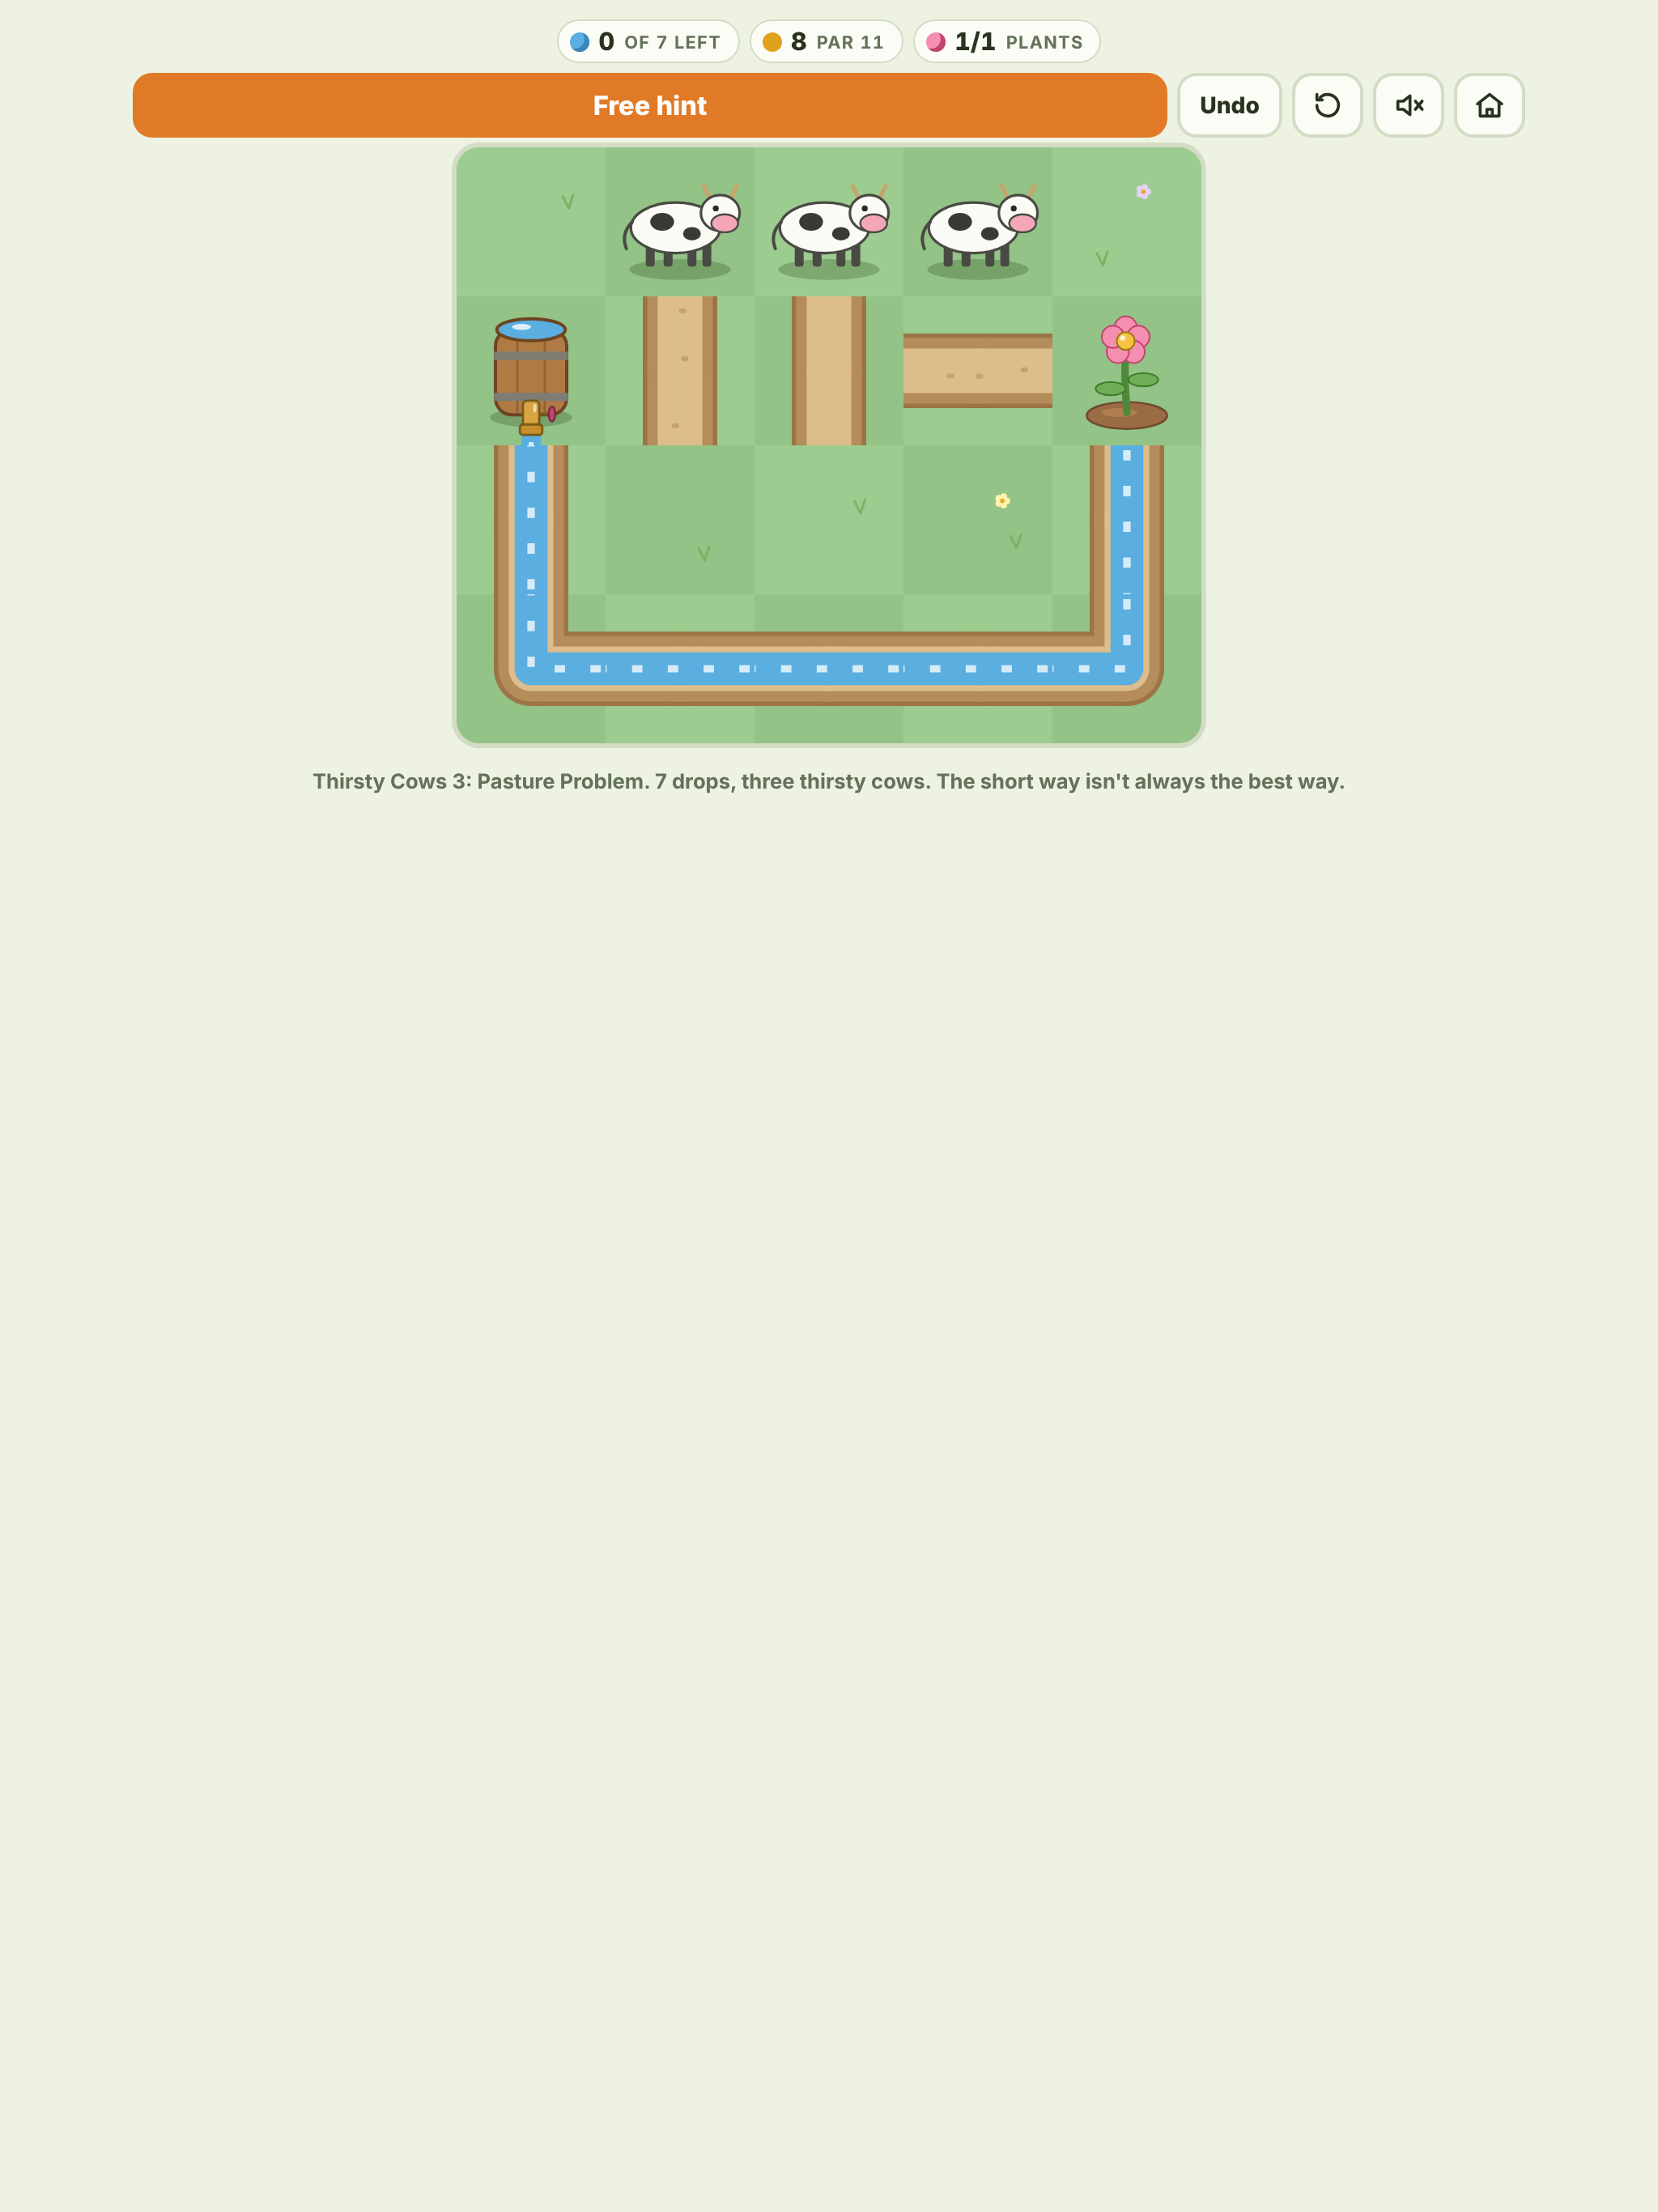 0 OF 7 LEFT 8 PAR 11 1/1 PLANTS
Free hint Undo
Thirsty Cows 3: Pasture Problem. 7 drops, three thirsty cows. The short way isn't always the best way.